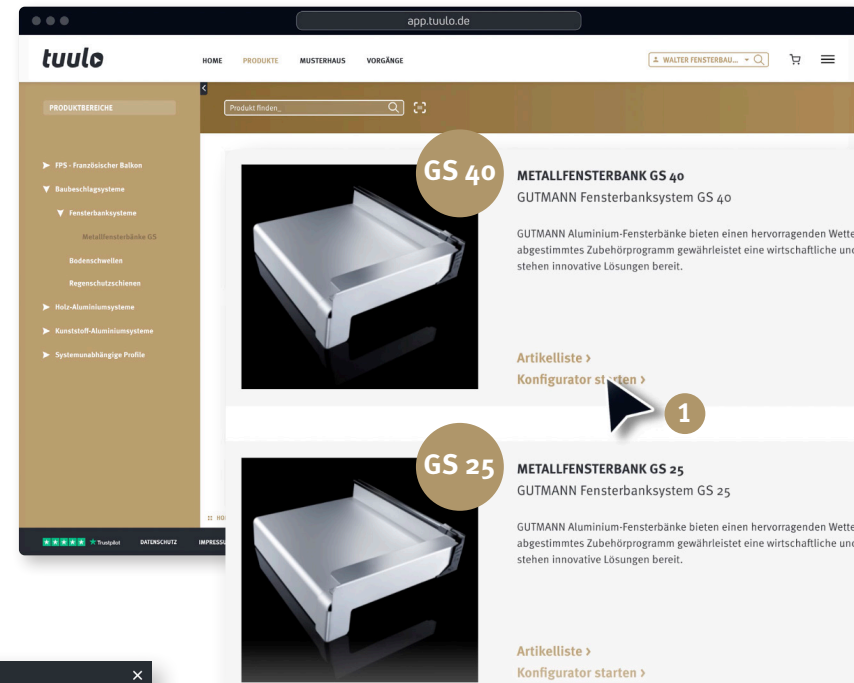 app.tuulo.de
tuulo
HOME PRODUKTE MUSTERHAUS VORGÄNGE
WALTER FENSTERBAU...
PRODUKTBEREICHE
Produkt finden_
FPS - Französischer Balkon
Baubeschlagsysteme
Fensterbanksysteme
Metallfensterbänke GS
Bodenschwellen
Regenschutzschienen
Holz-Aluminiumsysteme
Kunststoff-Aluminiumsysteme
Systemunabhängige Profile
GS 40
METALLFENSTERBANK GS 40
GUTMANN Fensterbanksystem GS 40
GUTMANN Aluminium-Fensterbänke bieten einen hervorragenden Wette
abgestimmtes Zubehörprogramm gewährleistet eine wirtschaftliche und
stehen innovative Lösungen bereit.
Artikelliste >
Konfigurator starten >
1
GS 25
METALLFENSTERBANK GS 25
GUTMANN Fensterbanksystem GS 25
GUTMANN Aluminium-Fensterbänke bieten einen hervorragenden Wette
abgestimmtes Zubehörprogramm gewährleistet eine wirtschaftliche und
stehen innovative Lösungen bereit.
Artikelliste >
Konfigurator starten >
HO
Trustpilot DATENSCHUTZ IMPRESSU